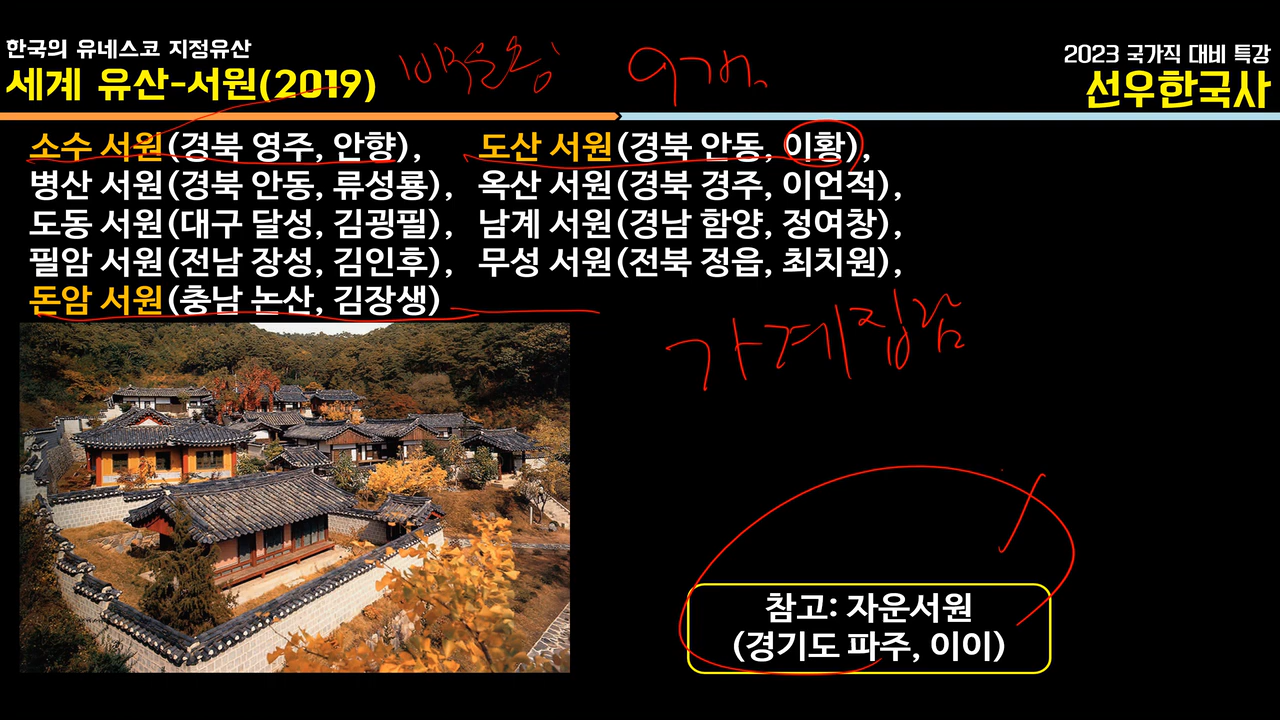 한국의 유네스코 지정유산
세계 유산-서원(2019)
백운동 9개
2023 국가직 대비 특강
선우한국사
소수 서원(경북 영주, 안향), 도산 서원(경북 안동, 이황),
병산 서원(경북 안동, 류성룡), 옥산 서원(경북 경주, 이언적),
도동 서원(대구 달성, 김굉필), 남계 서원(경남 함양, 정여창),
필암 서원(전남 장성, 김인후), 무성 서원(전북 정읍, 최치원),
돈암 서원(충남 논산, 김장생)
가례집람
참고: 자운서원
(경기도 파주, 이이)